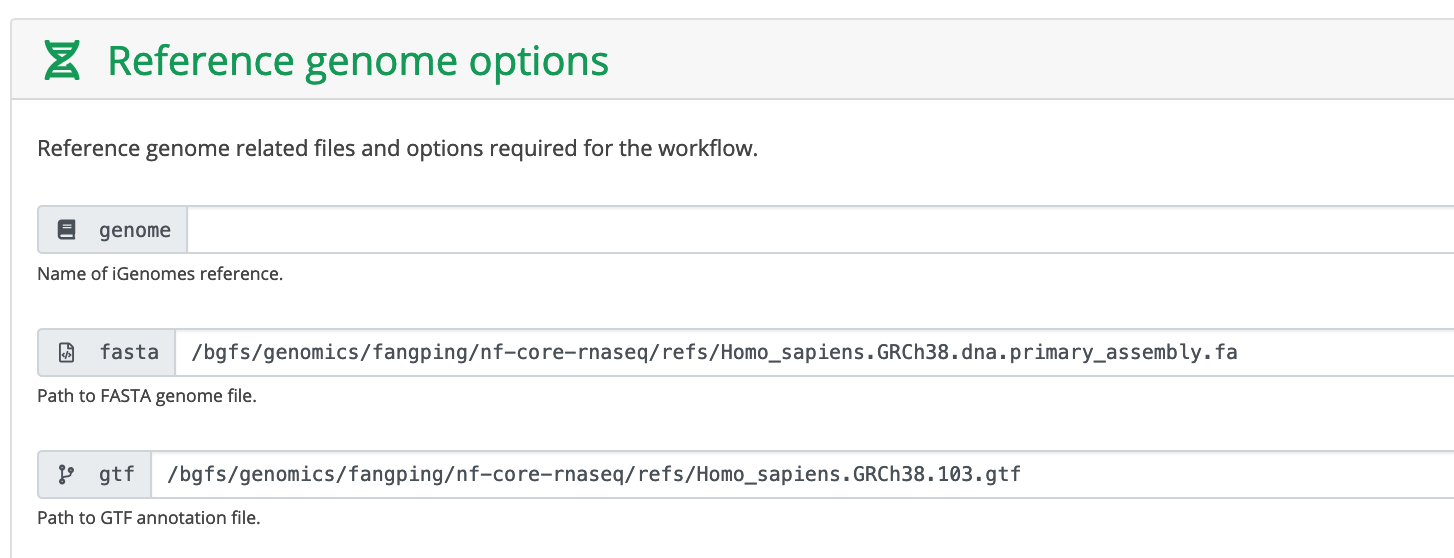 Reference genome options
Reference genome related files and options required for the workflow.
genome
Name of iGenomes reference.
fasta /bgfs/genomics/fangping/nf-core-rnaseq/refs/Homo_sapiens.GRCh38.dna.primary_assembly.fa
Path to FASTA genome file.
gtf /bgfs/genomics/fangping/nf-core-rnaseq/refs/Homo_sapiens.GRCh38.103.gtf
Path to GTF annotation file.